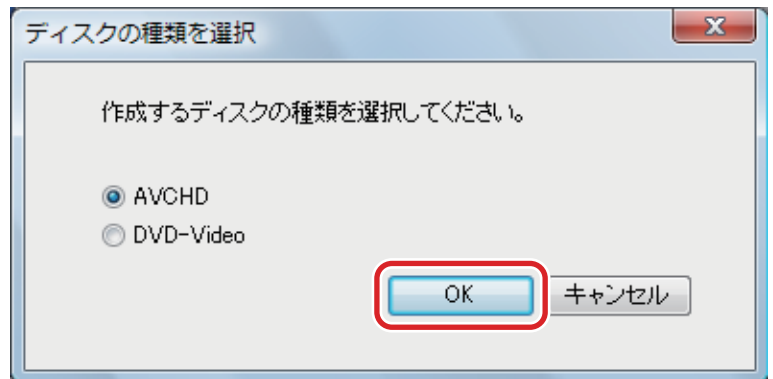 ディスクの種類を選択
作成するディスクの種類を選択してください。
AVCHD
DVD-Video
OK
キャンセル